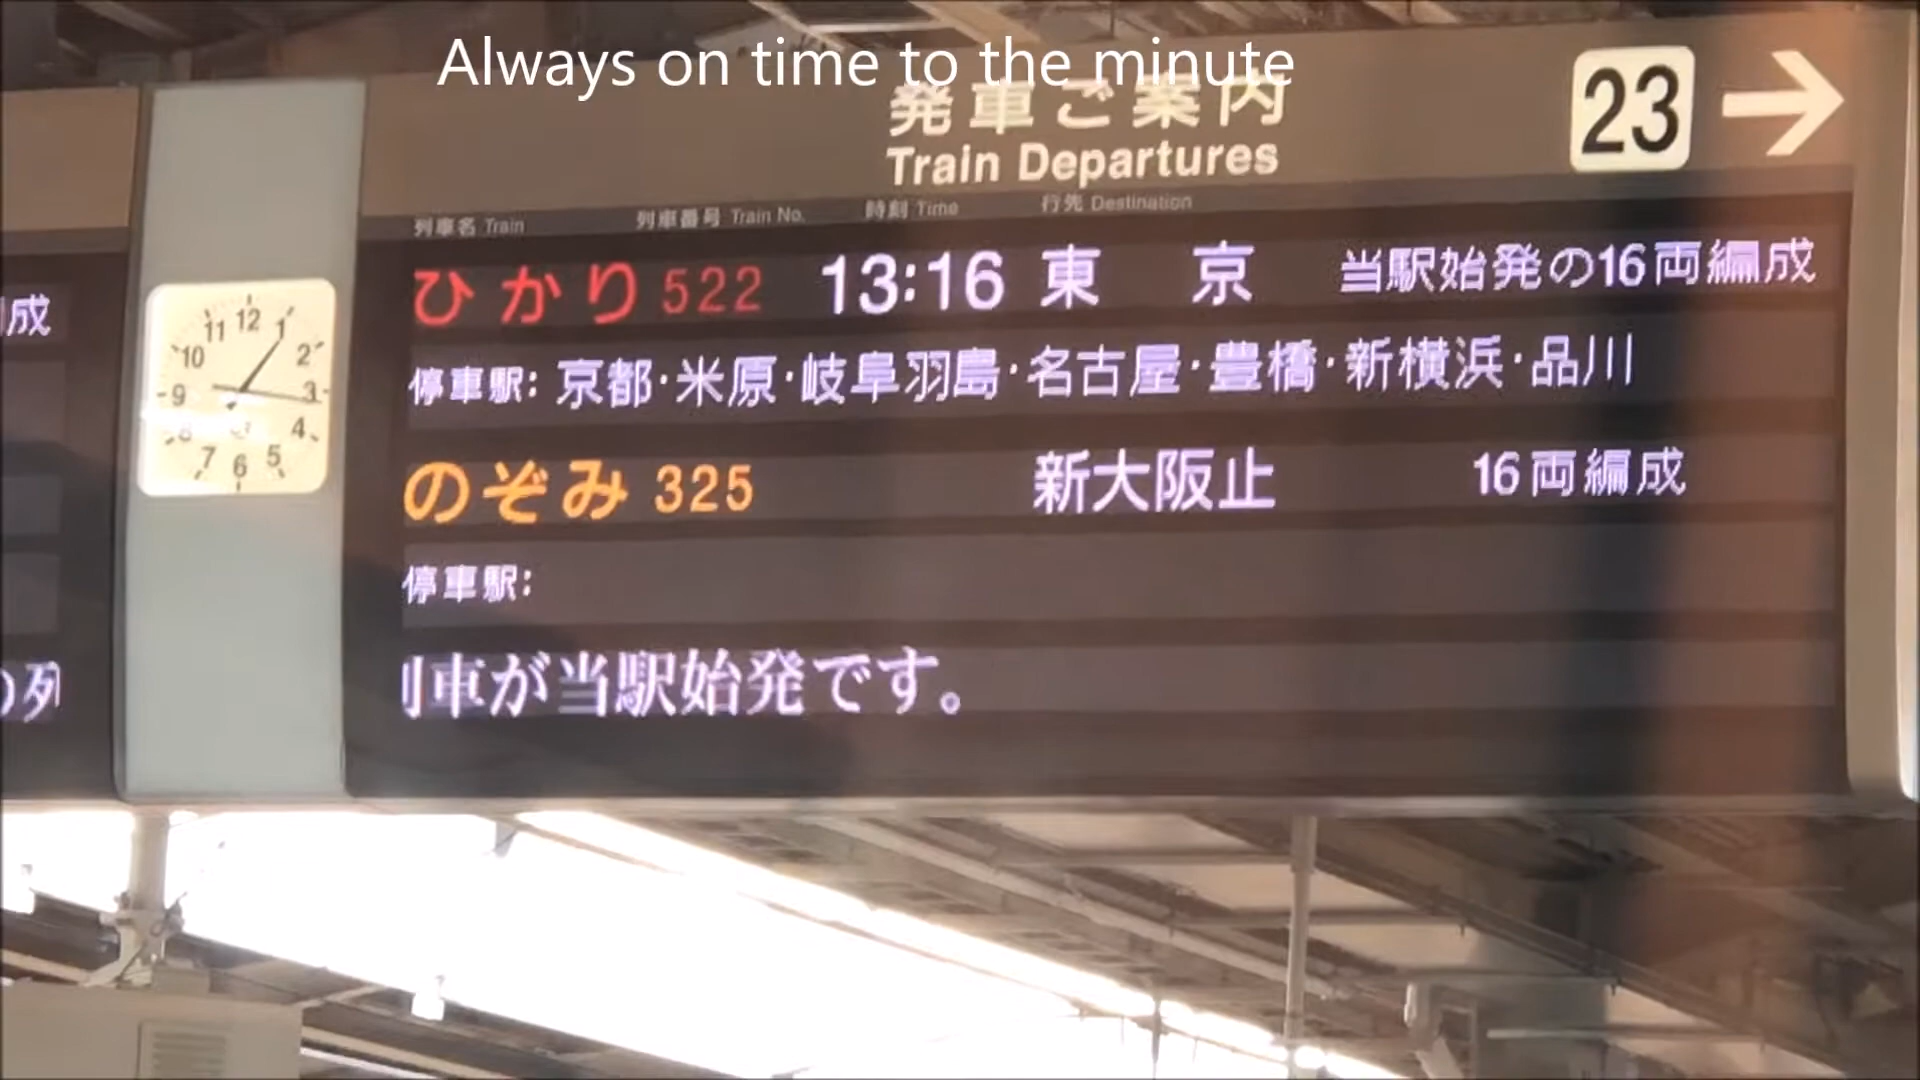 Always on time to the minute
発車ご案内
Train Departures
23
列車名 Train 列車番号 Train No. 時刻 Time 行先 Destination
ひかり 522 13:16 東京 当駅始発の16両編成
停車駅: 京都・米原・岐阜羽島・名古屋・豊橋・新横浜・品川
のぞみ 325 新大阪止 16両編成
停車駅:
車が当駅始発です。
成
の列
12
1
2
3
4
5
6
7
8
9
10
11